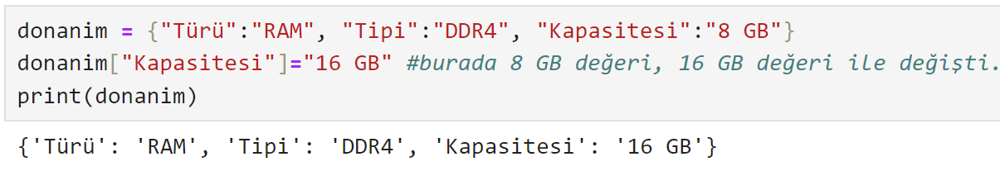 donanim = {"Türü":"RAM", "Tipi":"DDR4", "Kapasitesi":"8 GB"}
donanim["Kapasitesi"]="16 GB" #burada 8 GB değeri, 16 GB değeri ile değişti.
print(donanim)
{'Türü': 'RAM', 'Tipi': 'DDR4', 'Kapasitesi': '16 GB'}